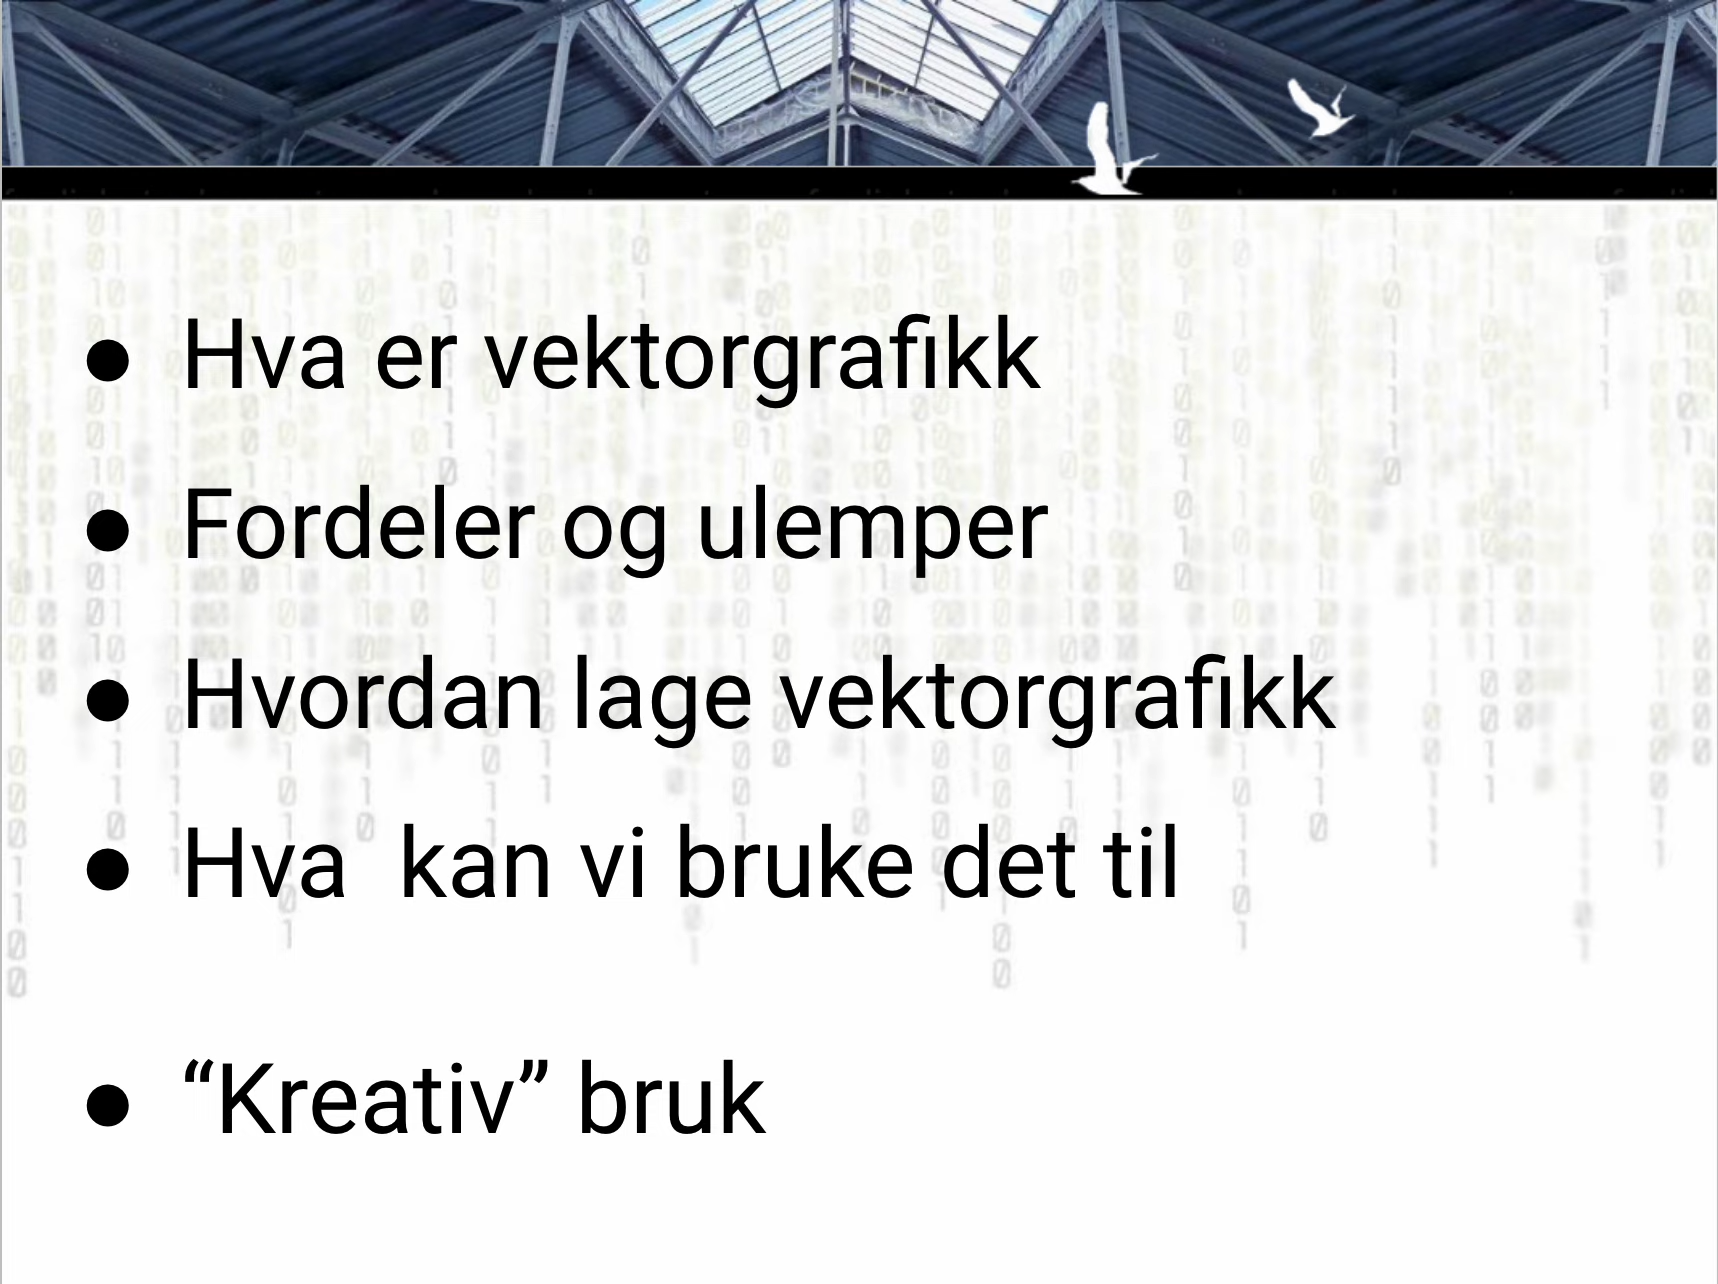 ● Hva er vektorgrafikk
● Fordeler og ulemper
● Hvordan lage vektorgrafikk
● Hva  kan vi bruke det til
● “Kreativ” bruk